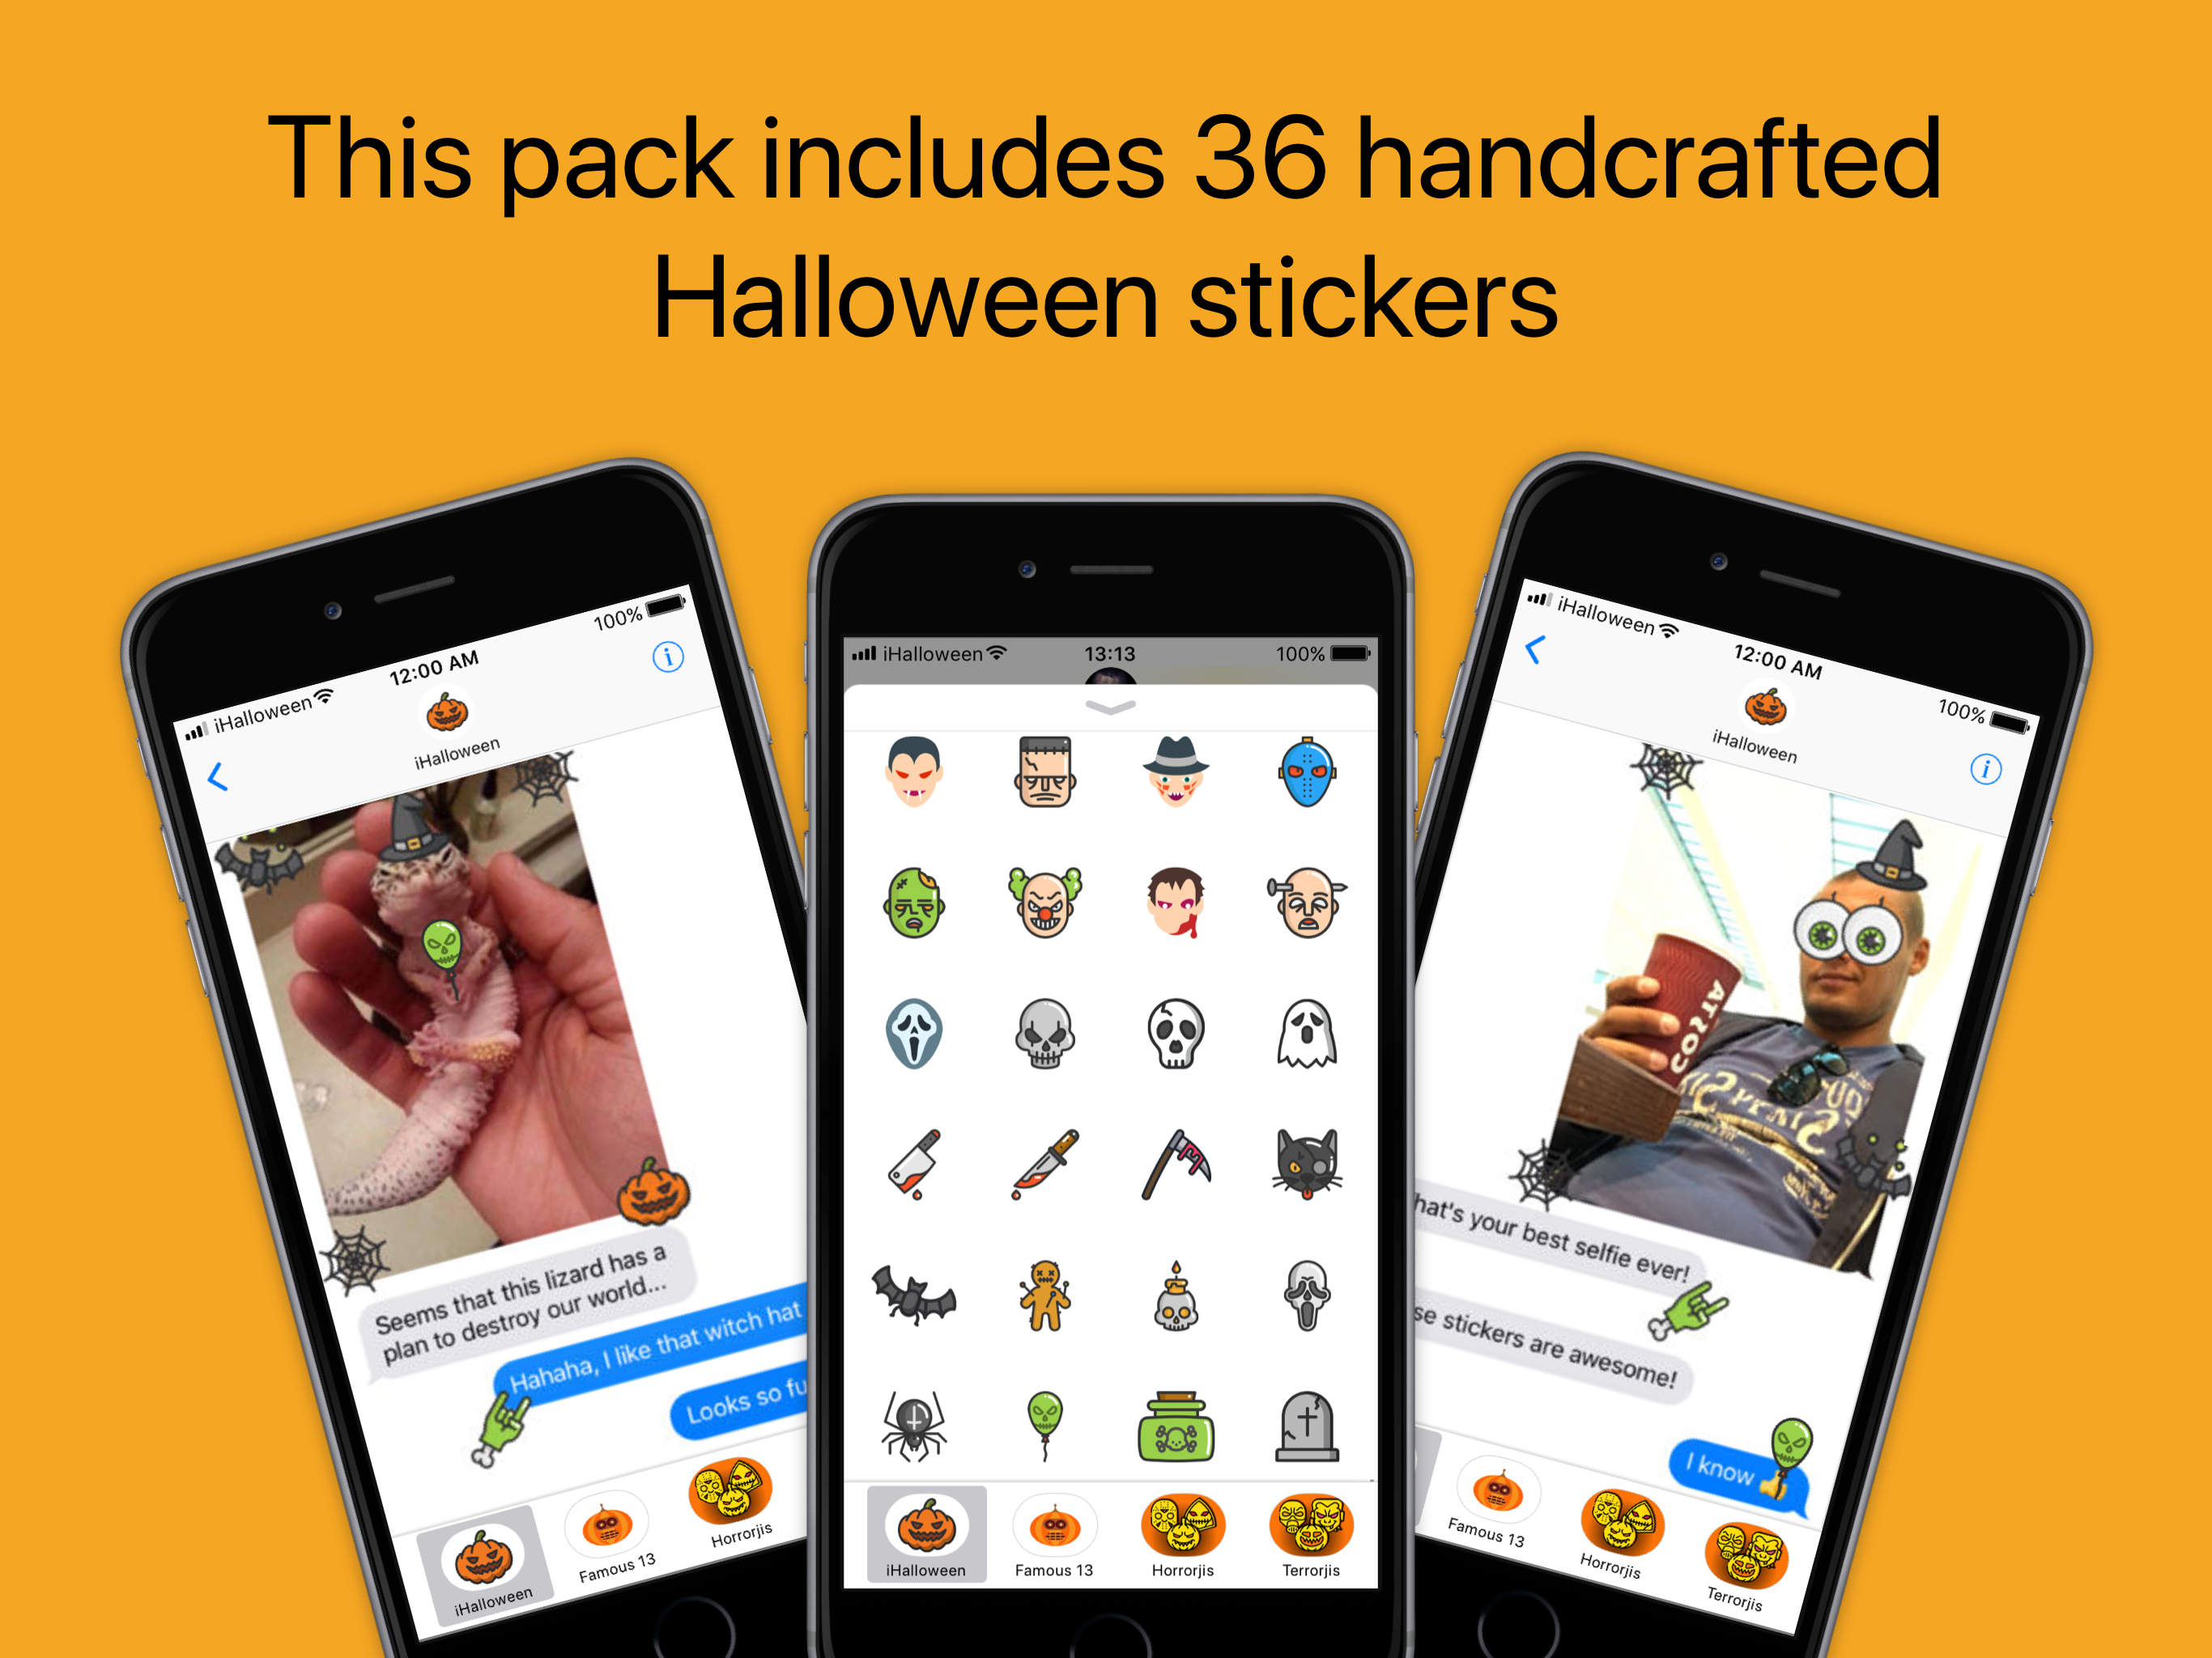 This pack includes 36 handcrafted
Halloween stickers
iHalloween
12:00 AM
100%
iHalloween
Seems that this lizard has a
plan to destroy our world...
Hahaha, I like that witch hat
Looks so fu
iHalloween
Famous 13
Horrorjis
iHalloween
13:13
100%
iHalloween
Famous 13
Horrorjis
Terrorjis
iHalloween
12:00 AM
100%
iHalloween
COSTA
hat's your best selfie ever!
se stickers are awesome!
I know 👍
Famous 13
Horrorjis
Terrorjis